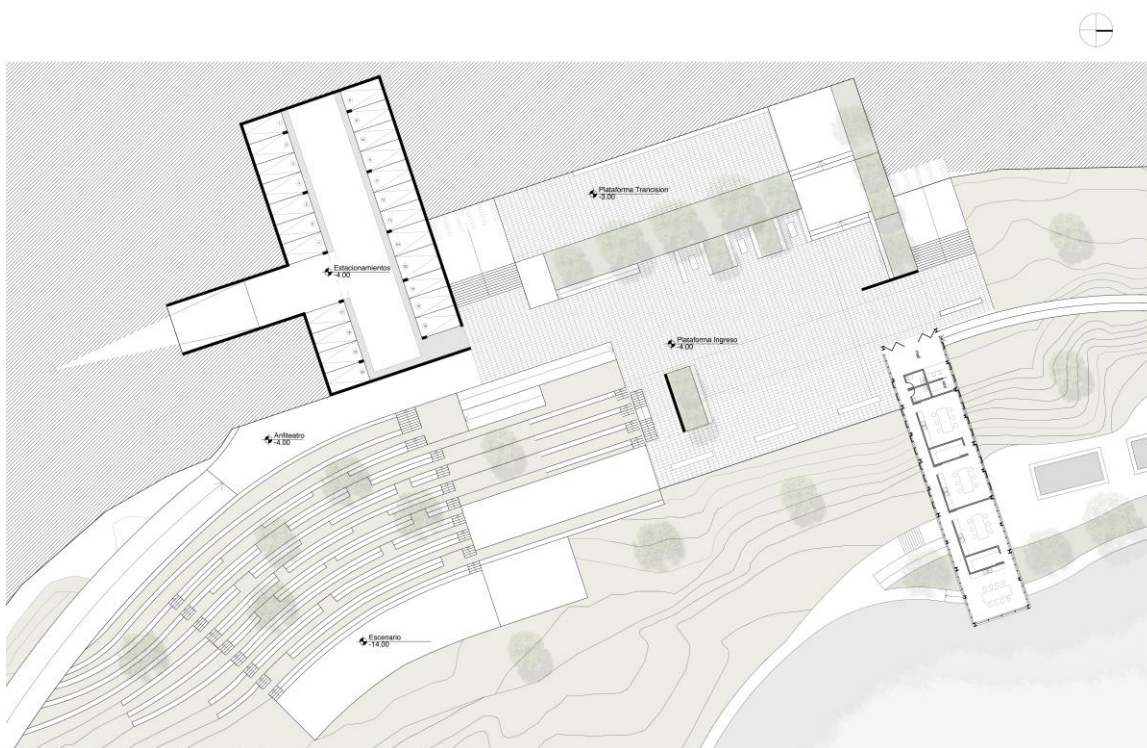 Plataforma Trancision
-3.00
Estacionamientos
-4.00
Plataforma Ingreso
-4.00
Anfiteatro
-4.00
Escenario
-14.00